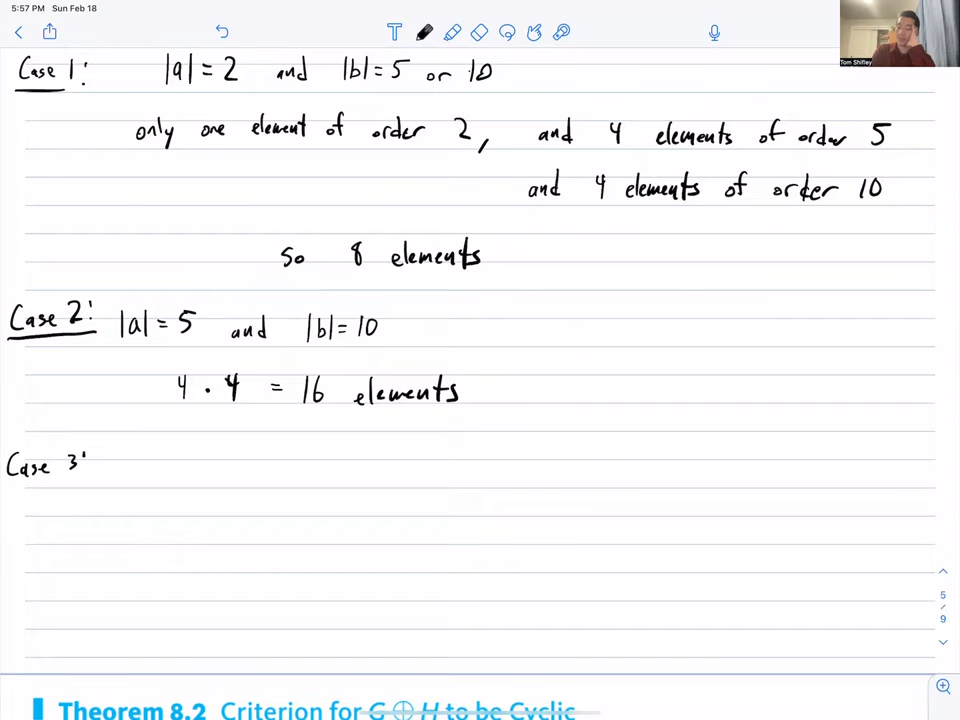 5:57 PM Sun Feb 18
Tom Shifley
Case 1: |a| = 2 and |b| = 5 or 10
only one element of order 2, and 4 elements of order 5
and 4 elements of order 10
So 8 elements
Case 2: |a| = 5 and |b| = 10
4 · 4 = 16 elements
Case 3:
5
/
9
Theorem 8.2 Criterion for G ⊕ H to be Cyclic